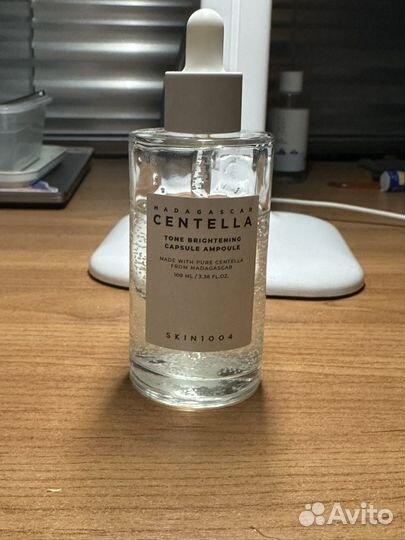 MADAGASCAR
CENTELLA
TONE BRIGHTENING
CAPSULE AMPOULE
MADE WITH PURE CENTELLA
FROM MADAGASCAR
100 ML / 3.38 FL.OZ.
SKIN1004
Avito